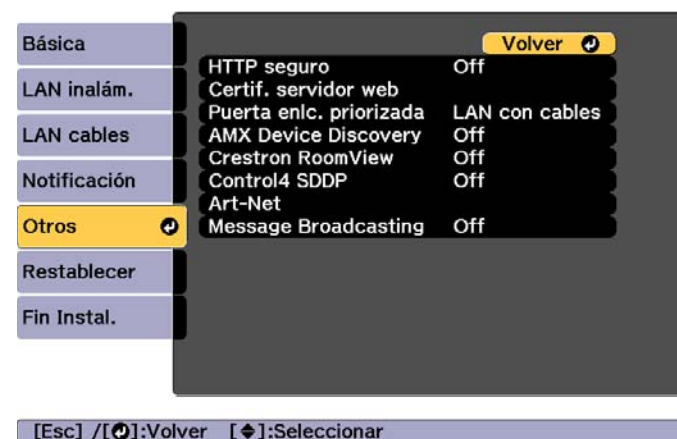 Básica
LAN inalám.
LAN cables
Notificación
Otros
Restablecer
Fin Instal.
Volver
HTTP seguro Off
Certif. servidor web
Puerta enlc. priorizada LAN con cables
AMX Device Discovery Off
Crestron RoomView Off
Control4 SDDP Off
Art-Net
Message Broadcasting Off
[Esc] /[ ]:Volver [ ]:Seleccionar